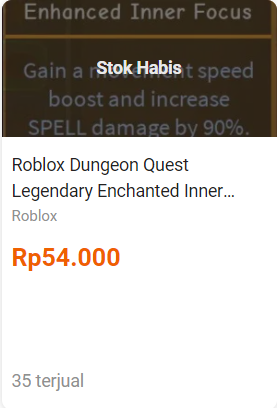 Enhanced Inner Focus
Stok Habis
Gain a movement speed
boost and increase
SPELL damage by 90%.
Roblox Dungeon Quest
Legendary Enchanted Inner...
Roblox
Rp54.000
35 terjual